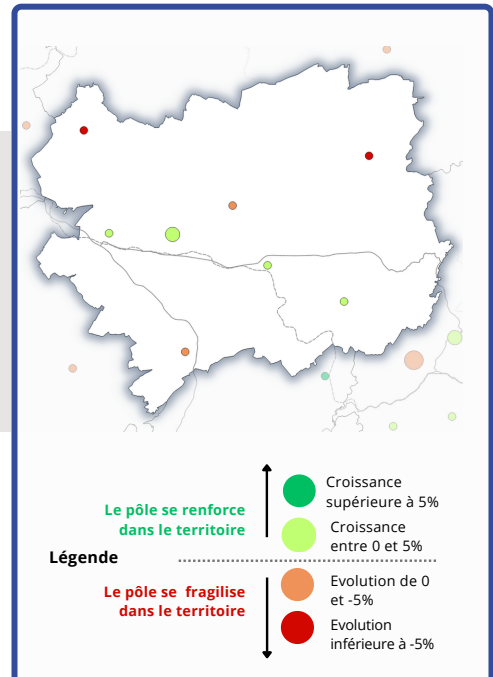 Le pôle se renforce
dans le territoire
Croissance
supérieure à 5%
Croissance
entre 0 et 5%
Légende
Le pôle se fragilise
dans le territoire
Evolution de 0
et -5%
Evolution
inférieure à -5%